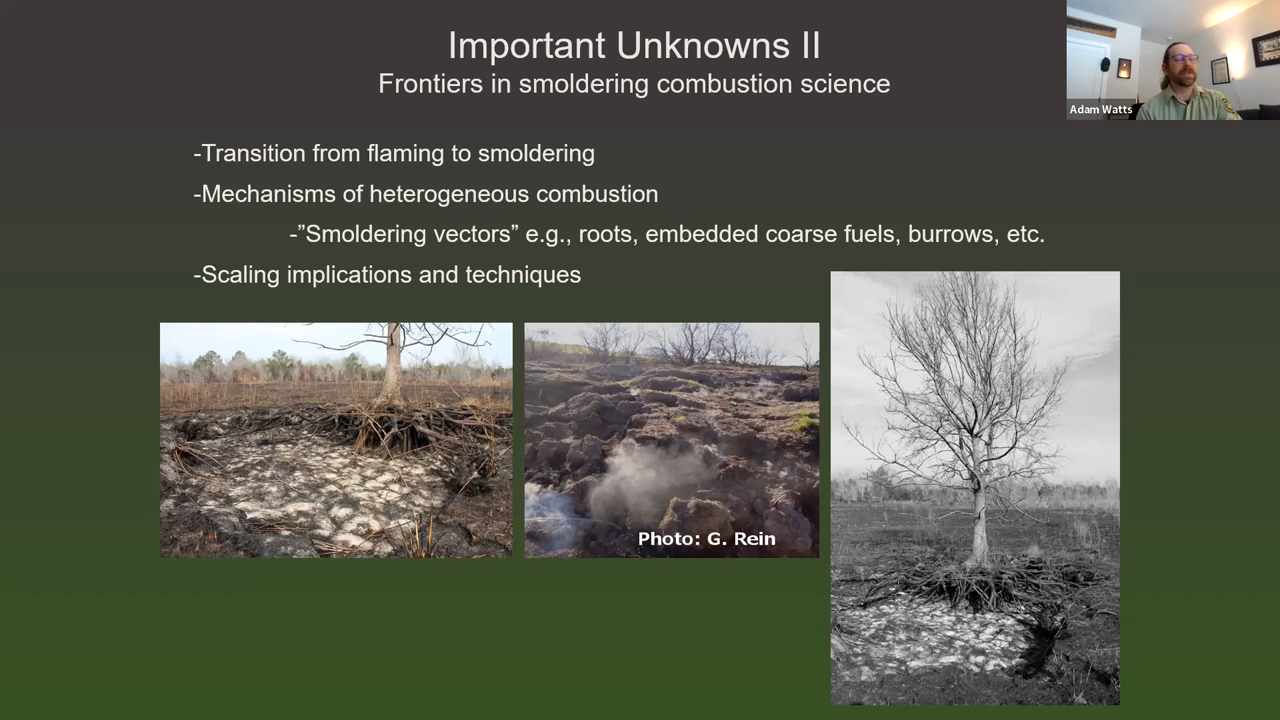 Important Unknowns II
Frontiers in smoldering combustion science
Adam Watts
-Transition from flaming to smoldering
-Mechanisms of heterogeneous combustion
-”Smoldering vectors” e.g., roots, embedded coarse fuels, burrows, etc.
-Scaling implications and techniques
Photo: G. Rein